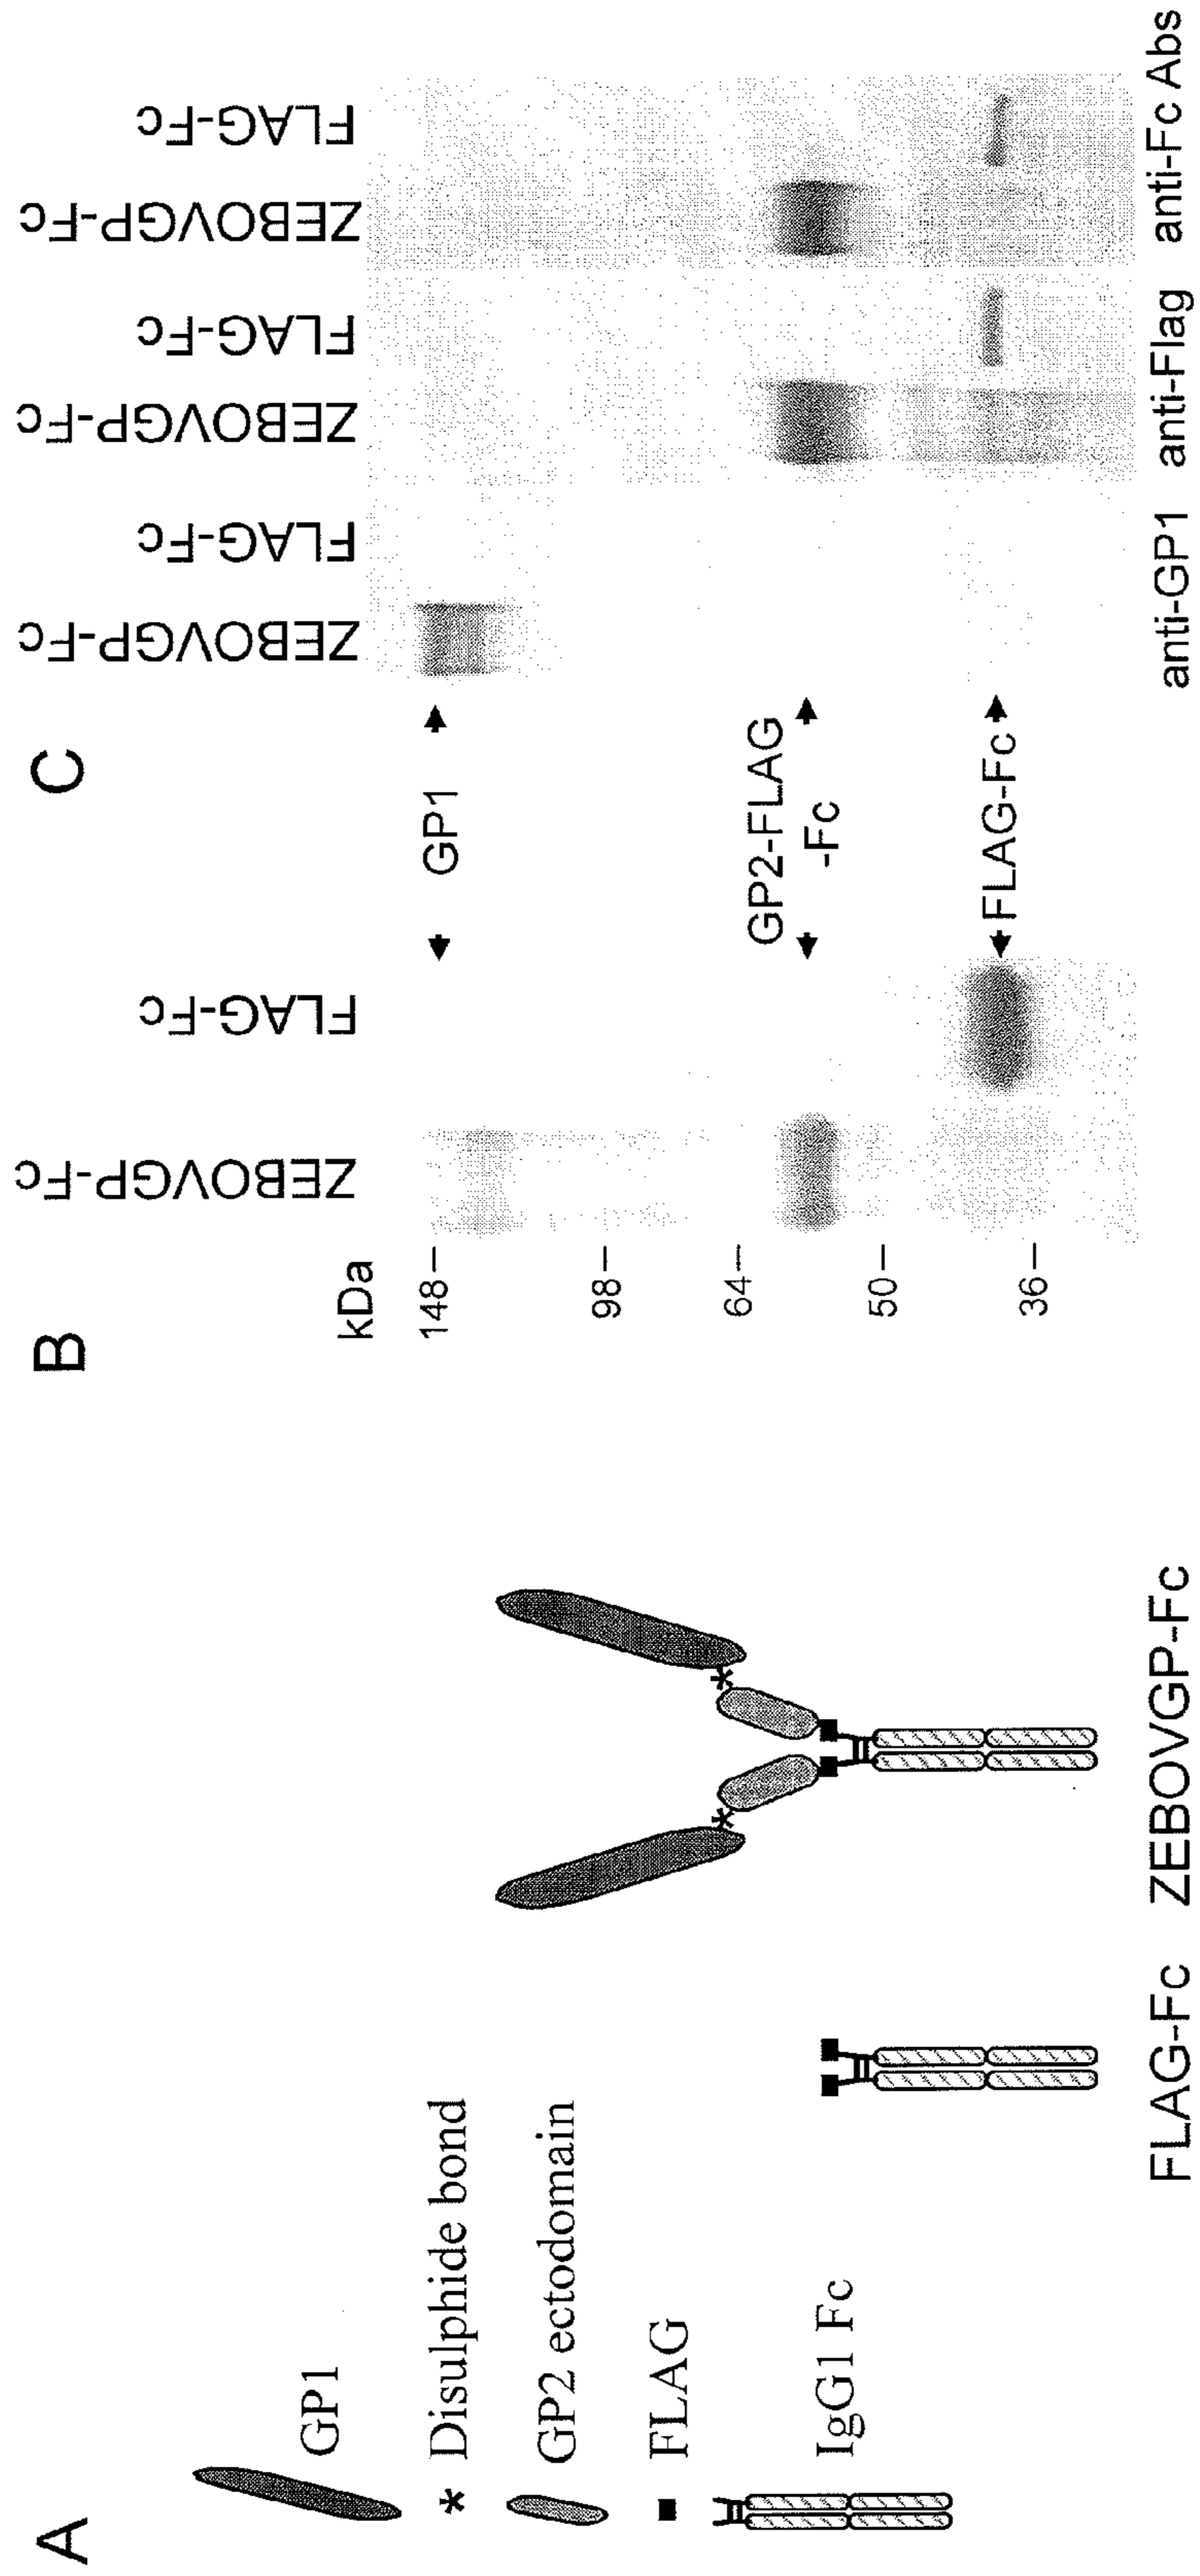 A
GP1
* Disulphide bond
GP2 ectodomain
FLAG
IgG1 Fc
FLAG-Fc ZEBOVGP-Fc
B
ZEBOVGP-Fc
FLAG-Fc
kDa
148–
98–
64–
50–
36–
GP1
GP2-FLAG
-Fc
FLAG-Fc
C
ZEBOVGP-Fc
FLAG-Fc
ZEBOVGP-Fc
FLAG-Fc
ZEBOVGP-Fc
FLAG-Fc
anti-GP1 anti-Flag anti-Fc Abs